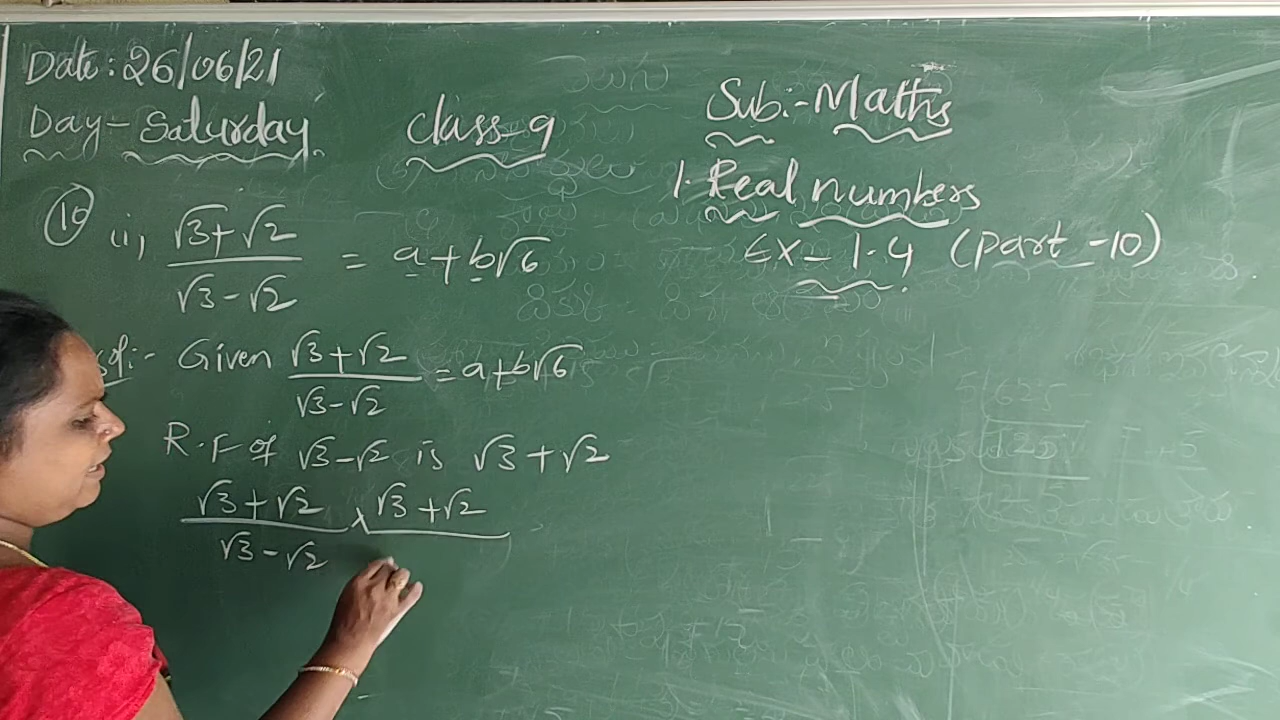 Date: 26/06/21
Day- Saturday
Class-9
Sub:-Maths
1. Real numbers
Ex- 1.4 (part -10)
10 ii, (√3+√2)/(√3-√2) = a+b√6
Sol:- Given (√3+√2)/(√3-√2) = a+b√6
R.F of √3-√2 is √3+√2
(√3+√2)/(√3-√2) × √3+√2